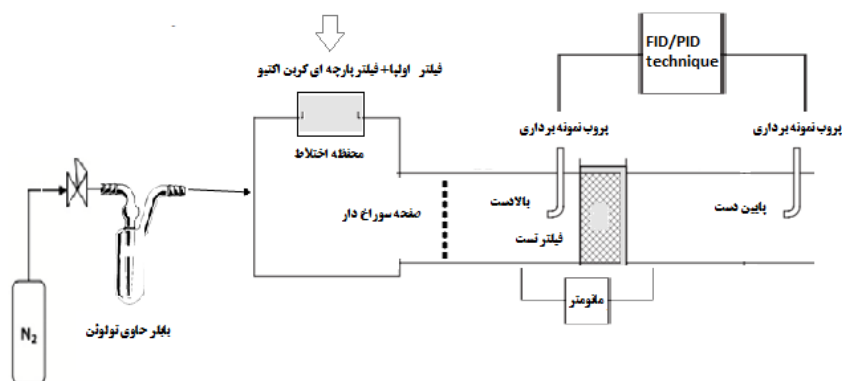 فیلتر اولپا+ فیلتر پارچه ای کربن اکتیو
FID/PID
technique
محفظه اختلاط
پروب نمونه برداری
پروب نمونه برداری
صفحه سوراخ دار
بالادست
فیلتر تست
پایین دست
مانومتر
بابلر حاوی تولوئن
N2